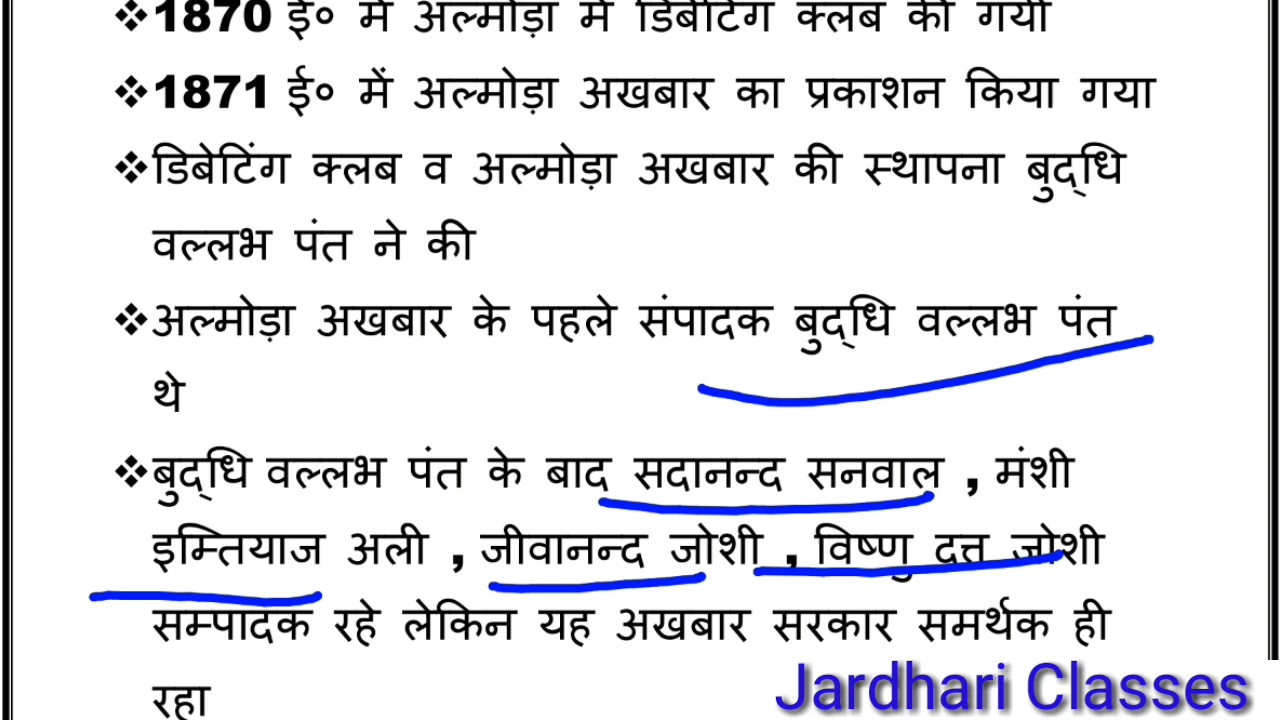 ❖1870 ई० में अल्मोड़ा में डिबेटिंग क्लब की गयी
❖1871 ई० में अल्मोड़ा अखबार का प्रकाशन किया गया
❖डिबेटिंग क्लब व अल्मोड़ा अखबार की स्थापना बुद्धि
वल्लभ पंत ने की
❖अल्मोड़ा अखबार के पहले संपादक बुद्धि वल्लभ पंत
थे
❖बुद्धि वल्लभ पंत के बाद सदानन्द सनवाल , मंशी
इम्तियाज अली , जीवानन्द जोशी , विष्णु दत्त जोशी
सम्पादक रहे लेकिन यह अखबार सरकार समर्थक ही
रहा
Jardhari Classes